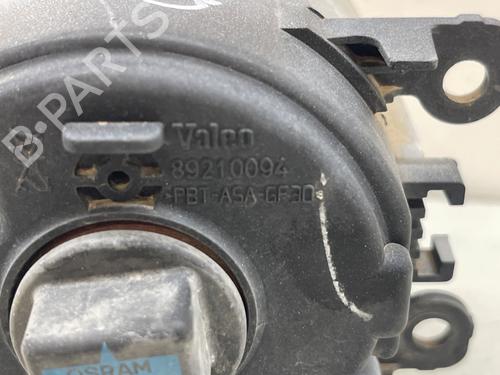 B-PARTS
Valeo
89210094
PBT-ASA-GF30
OSRAM